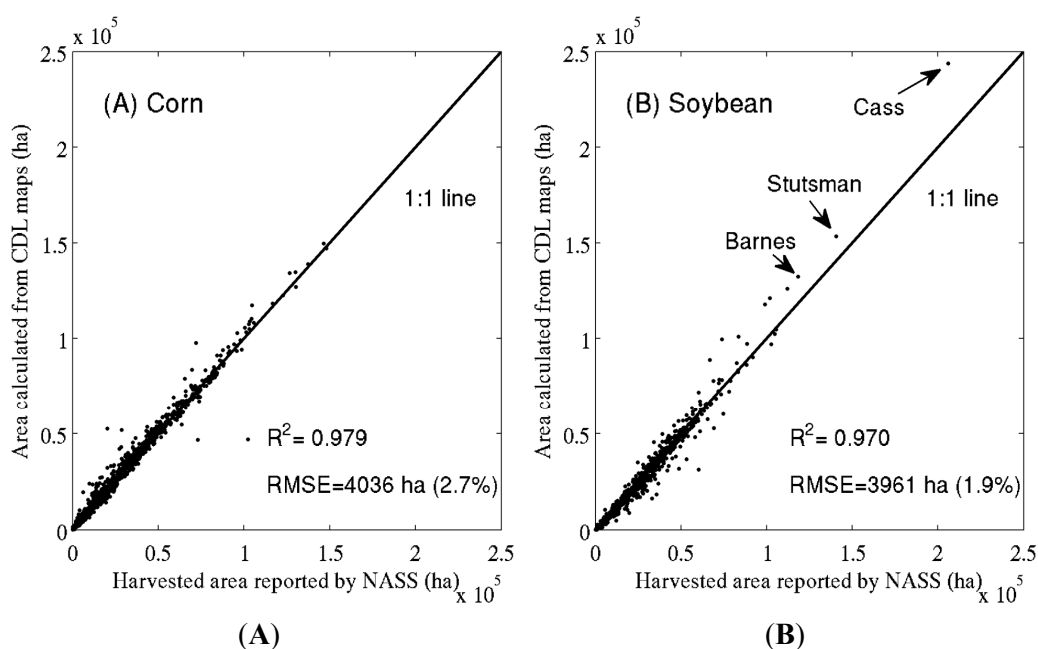 x 10^5
2.5
2
1.5
1
0.5
0
Area calculated from CDL maps (ha)
(A) Corn
1:1 line
R^2= 0.979
RMSE=4036 ha (2.7%)
0 0.5 1 1.5 2 2.5
Harvested area reported by NASS (ha) x 10^5
(A)
x 10^5
2.5
2
1.5
1
0.5
0
Area calculated from CDL maps (ha)
(B) Soybean
Cass
Stutsman
1:1 line
Barnes
R^2= 0.970
RMSE=3961 ha (1.9%)
0 0.5 1 1.5 2 2.5
Harvested area reported by NASS (ha) x 10^5
(B)